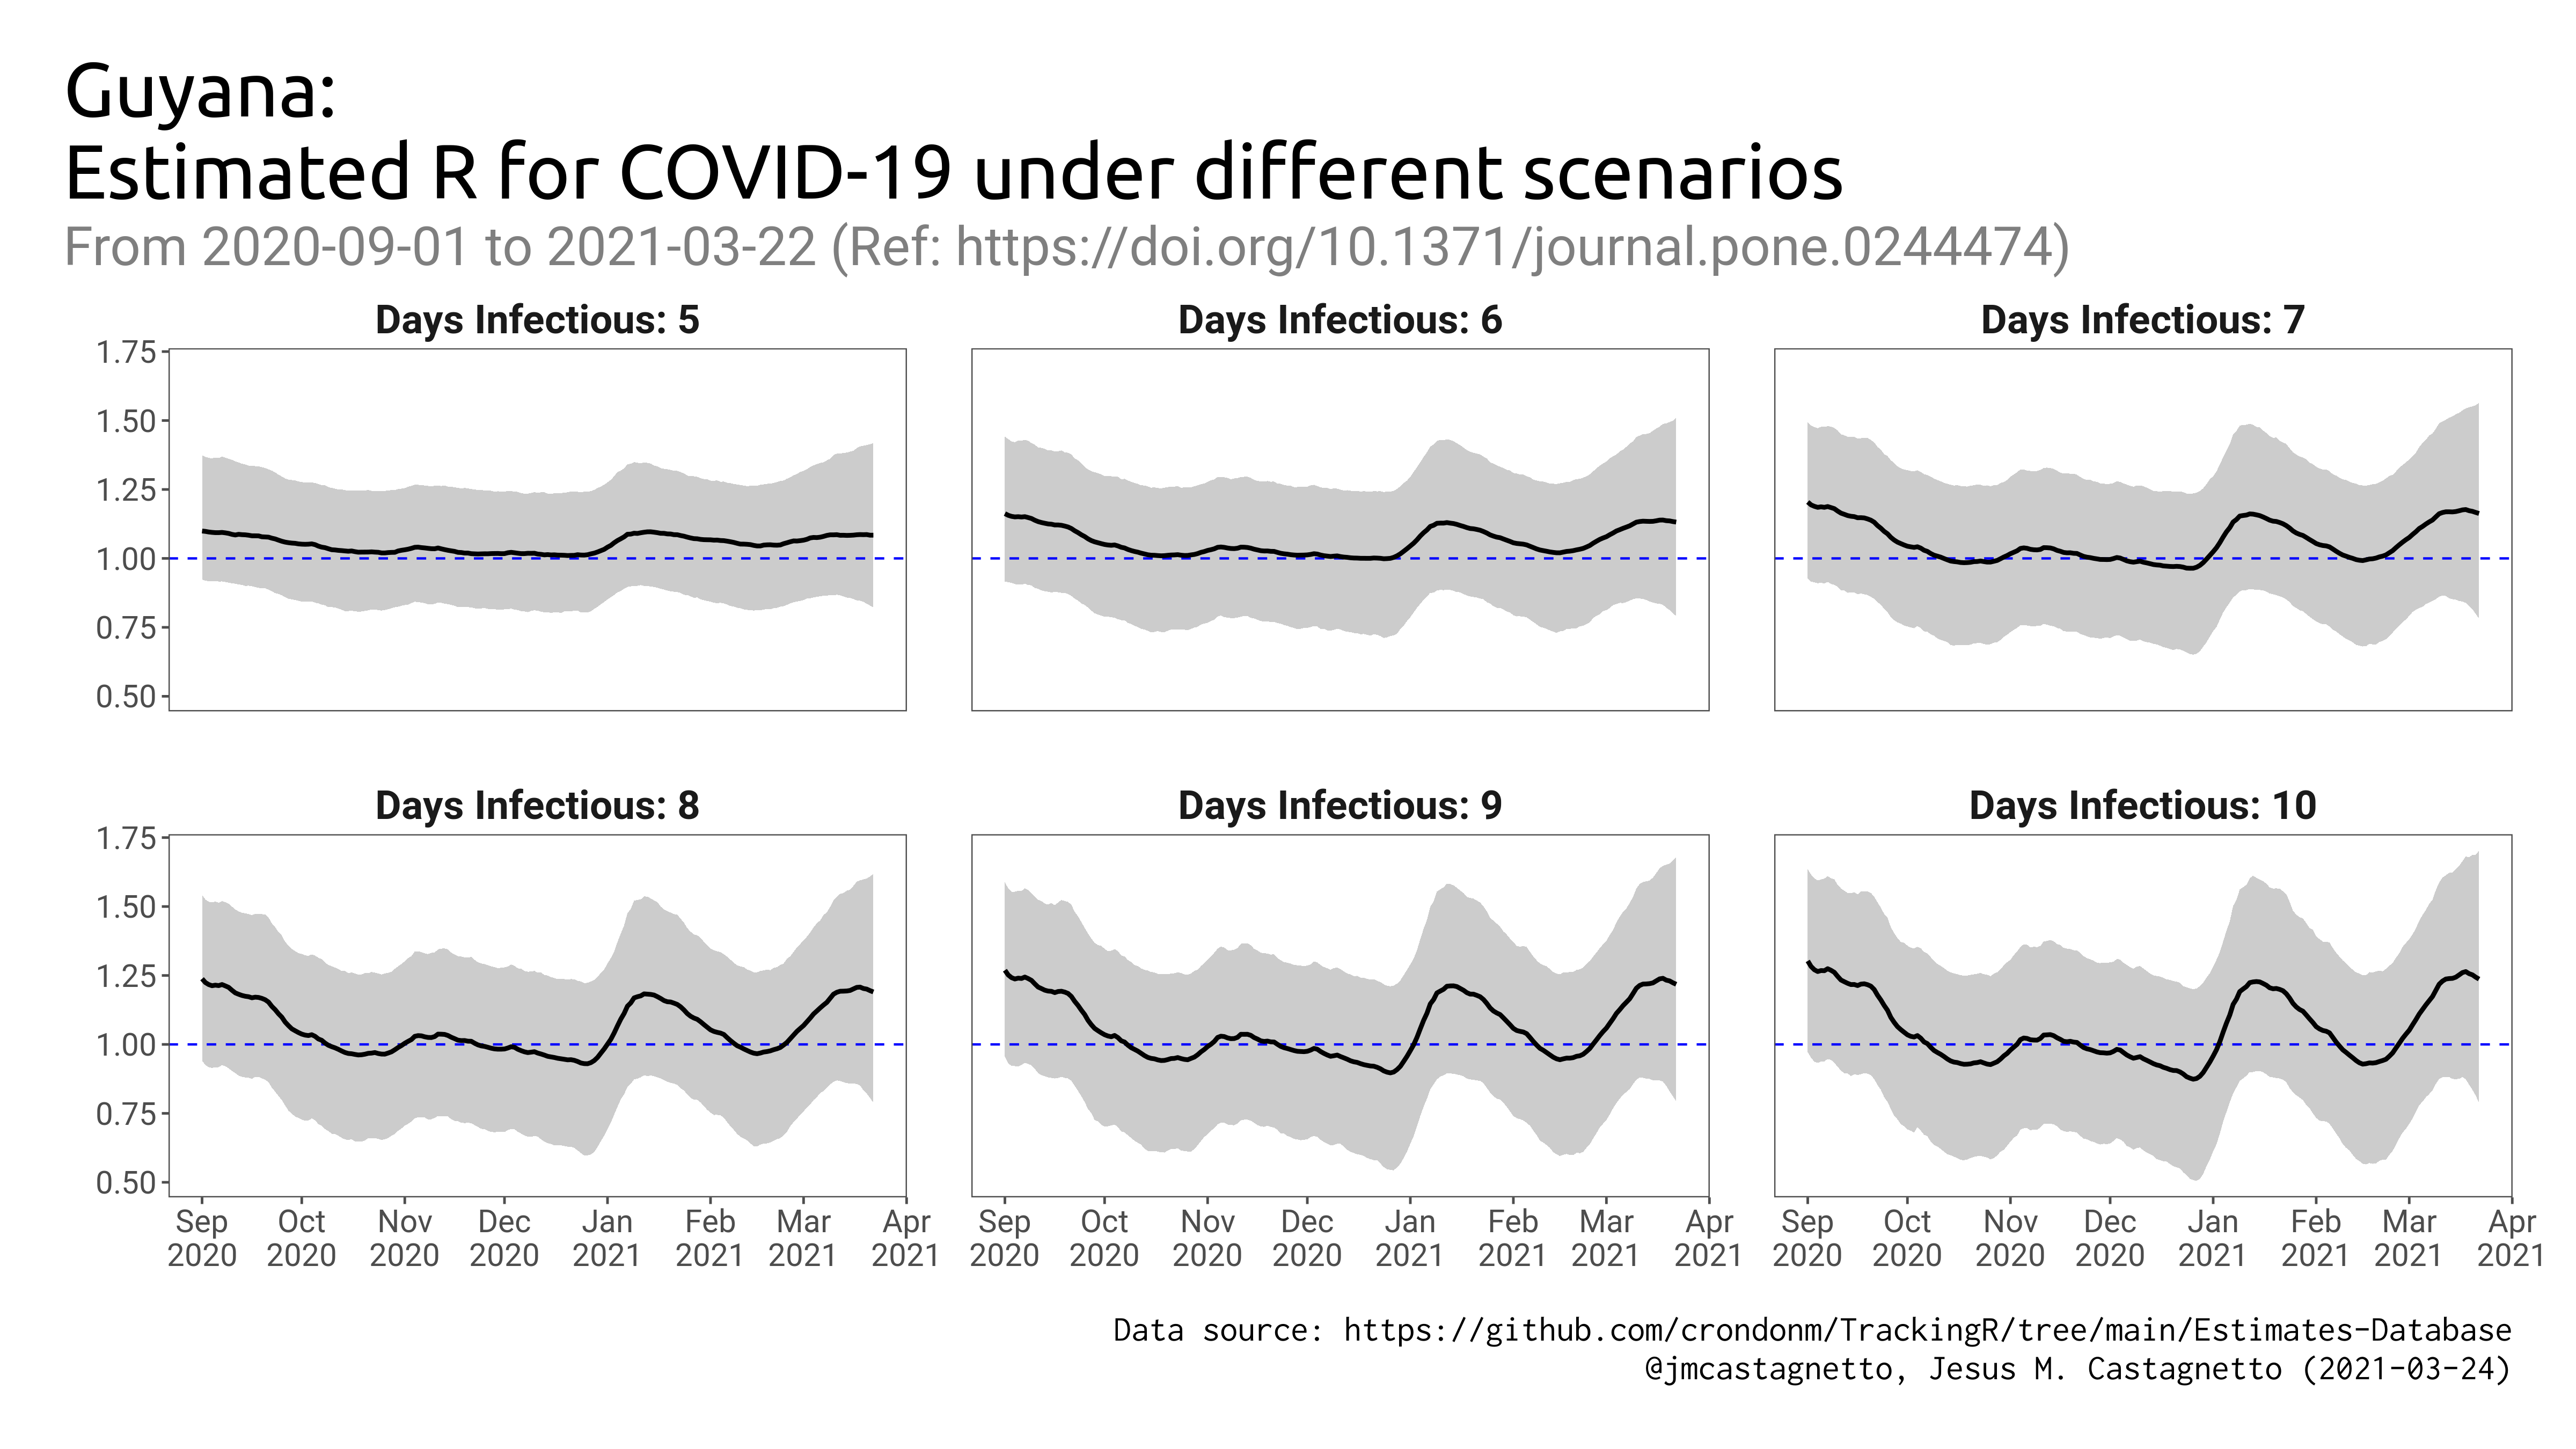 Guyana:
Estimated R for COVID-19 under different scenarios
From 2020-09-01 to 2021-03-22 (Ref: https://doi.org/10.1371/journal.pone.0244474)
Days Infectious: 5
Days Infectious: 6
Days Infectious: 7
1.75
1.50
1.25
1.00
0.75
0.50
Days Infectious: 8
Days Infectious: 9
Days Infectious: 10
1.75
1.50
1.25
1.00
0.75
0.50
Sep Oct Nov Dec Jan Feb Mar Apr
2020 2020 2020 2020 2021 2021 2021 2021
Sep Oct Nov Dec Jan Feb Mar Apr
2020 2020 2020 2020 2021 2021 2021 2021
Sep Oct Nov Dec Jan Feb Mar Apr
2020 2020 2020 2020 2021 2021 2021 2021
Data source: https://github.com/crondonm/TrackingR/tree/main/Estimates-Database
@jmcastagnetto, Jesus M. Castagnetto (2021-03-24)